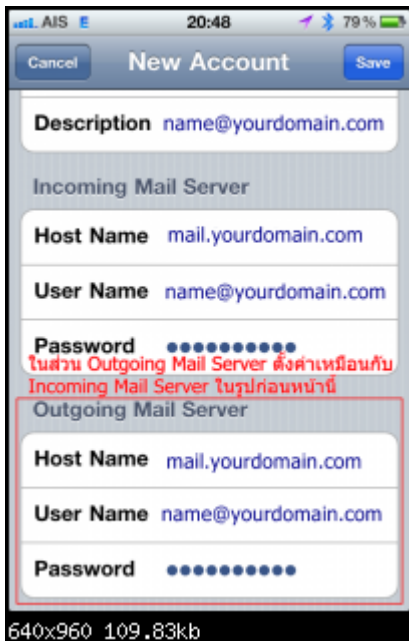 AIS E 20:48 79%
Cancel New Account Save
Description name@yourdomain.com
Incoming Mail Server
Host Name mail.yourdomain.com
User Name name@yourdomain.com
Password ●●●●●●●●●●
ในส่วน Outgoing Mail Server ตั้งค่าเหมือนกับ
Incoming Mail Server ในรูปก่อนหน้านี้
Outgoing Mail Server
Host Name mail.yourdomain.com
User Name name@yourdomain.com
Password ●●●●●●●●●●
640x960 109.83kb